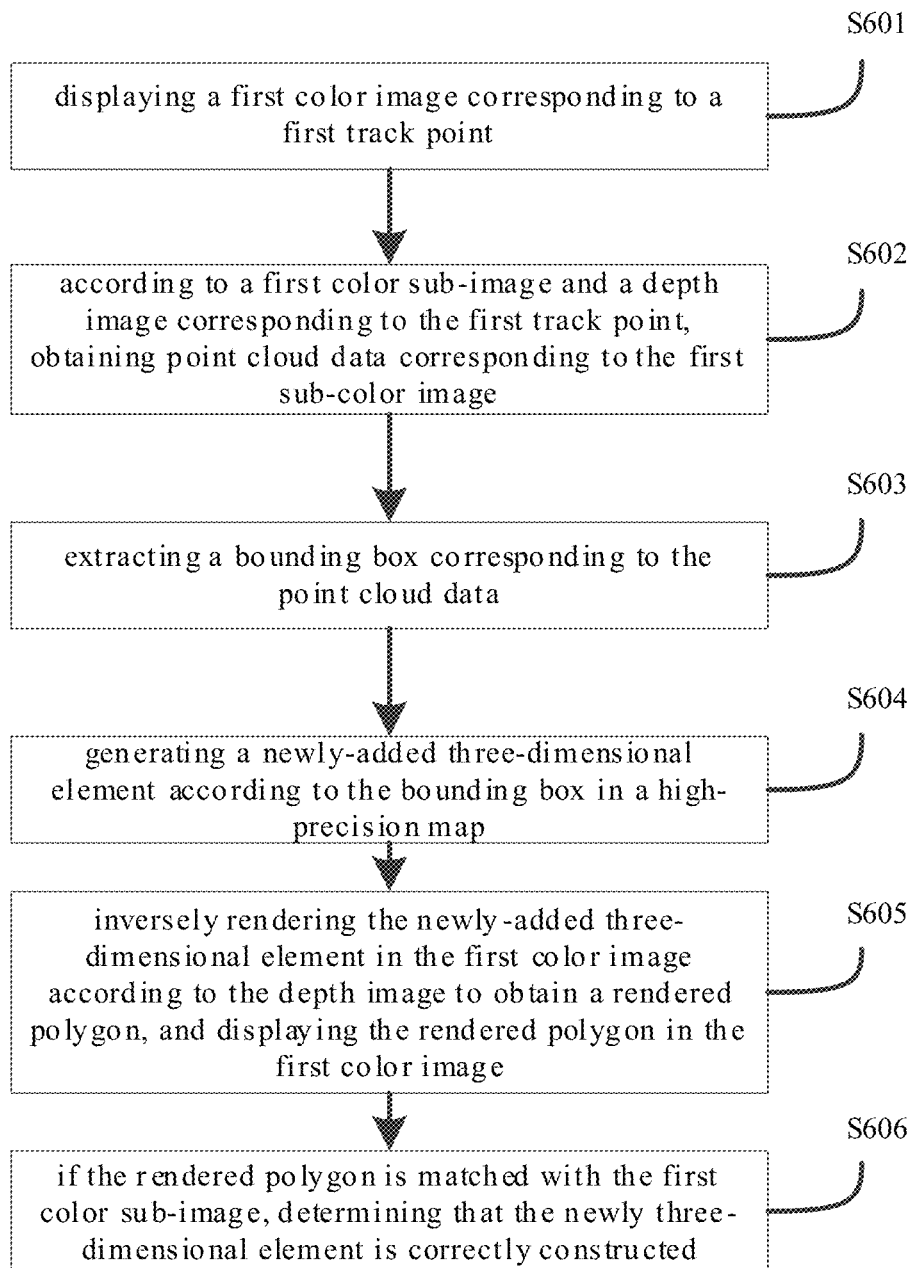 S601
displaying a first color image corresponding to a
first track point
S602
according to a first color sub-image and a depth
image corresponding to the first track point,
obtaining point cloud data corresponding to the first
sub-color image
S603
extracting a bounding box corresponding to the
point cloud data
S604
generating a newly-added three-dimensional
element according to the bounding box in a high-
precision map
S605
inversely rendering the newly-added three-
dimensional element in the first color image
according to the depth image to obtain a rendered
polygon, and displaying the rendered polygon in the
first color image
S606
if the rendered polygon is matched with the first
color sub-image, determining that the newly three-
dimensional element is correctly constructed